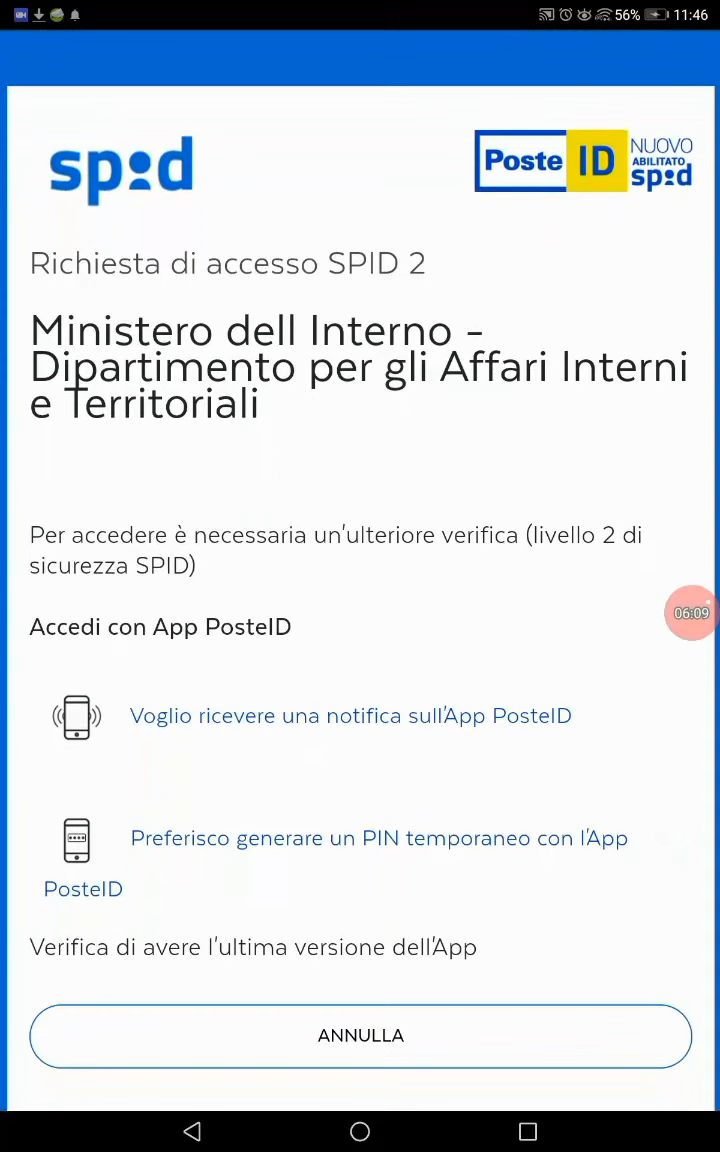 56% 11:46
spid
Poste ID NUOVO
ABILITATO
spid
Richiesta di accesso SPID 2
Ministero dell Interno -
Dipartimento per gli Affari Interni
e Territoriali
Per accedere è necessaria un'ulteriore verifica (livello 2 di
sicurezza SPID)
06:09
Accedi con App PosteID
Voglio ricevere una notifica sull'App PosteID
Preferisco generare un PIN temporaneo con l'App
PosteID
Verifica di avere l'ultima versione dell'App
ANNULLA